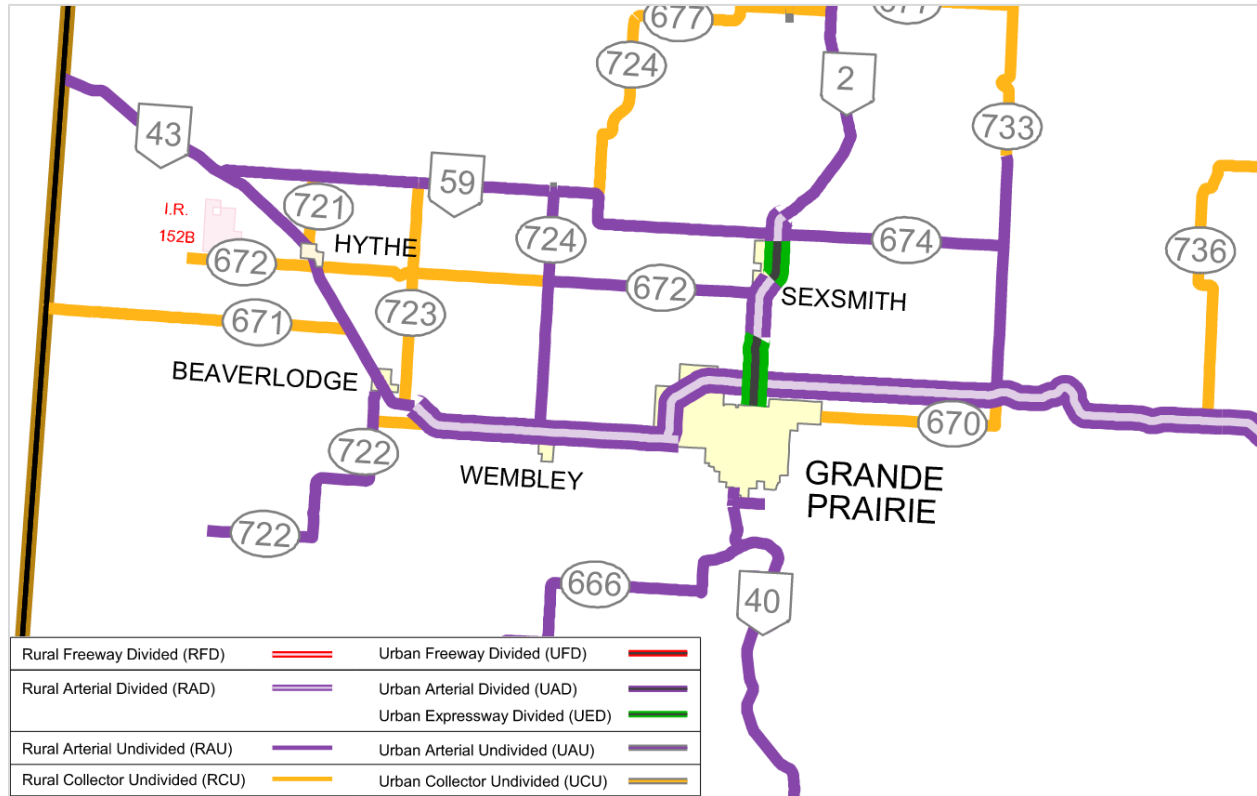 677
677
724
2
733
43
59
721
I.R.
152B
HYTHE
724
674
736
672
672
SEXSMITH
723
671
BEAVERLODGE
670
722
WEMBLEY
GRANDE
PRAIRIE
722
666
40
Rural Freeway Divided (RFD)
Urban Freeway Divided (UFD)
Rural Arterial Divided (RAD)
Urban Arterial Divided (UAD)
Urban Expressway Divided (UED)
Rural Arterial Undivided (RAU)
Urban Arterial Undivided (UAU)
Rural Collector Undivided (RCU)
Urban Collector Undivided (UCU)